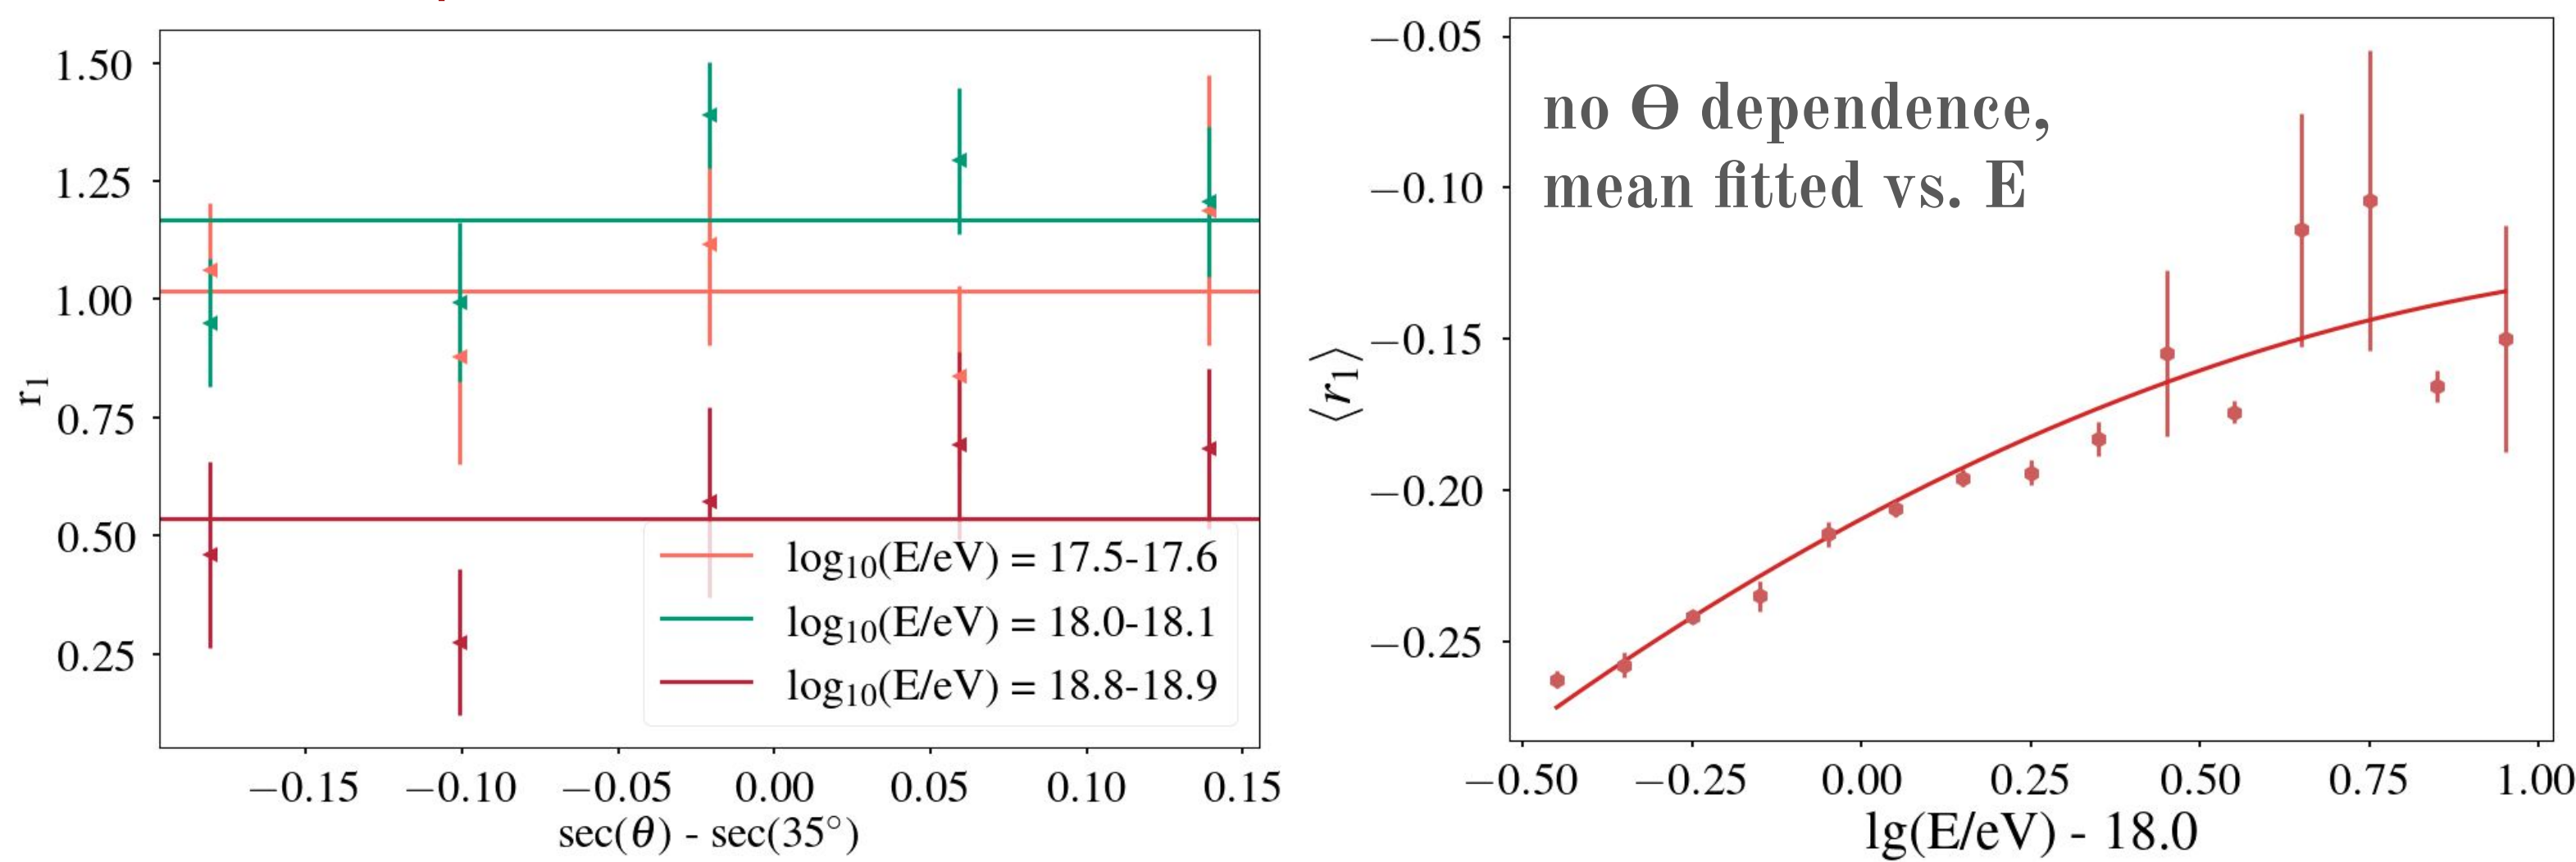 1.50
1.25
1.00
0.75
0.50
0.25
r₁
−0.15 −0.10 −0.05 0.00 0.05 0.10 0.15
sec(θ) - sec(35°)
log₁₀(E/eV) = 17.5-17.6
log₁₀(E/eV) = 18.0-18.1
log₁₀(E/eV) = 18.8-18.9
−0.05
−0.10
−0.15
−0.20
−0.25
⟨r₁⟩
no Θ dependence,
mean fitted vs. E
−0.50 −0.25 0.00 0.25 0.50 0.75 1.00
lg(E/eV) - 18.0